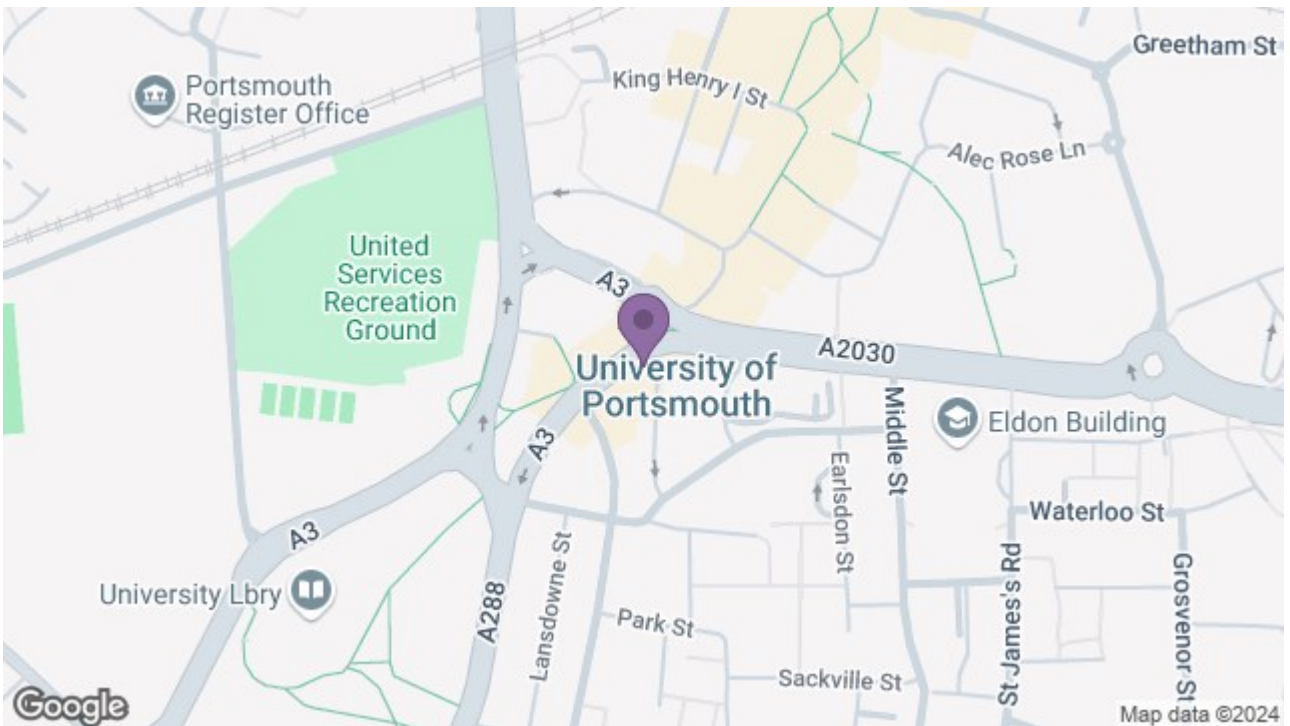 Greetham St
Portsmouth
Register Office
King Henry I St
Alec Rose Ln
United
Services
Recreation
Ground
A3
A2030
University of
Portsmouth
Middle St
Eldon Building
A3
Earlsdon St
Waterloo St
A3
Lansdowne St
St James's Rd
Grosvenor St
University Lbry
A288
Park St
Sackville St
Google
Map data ©2024